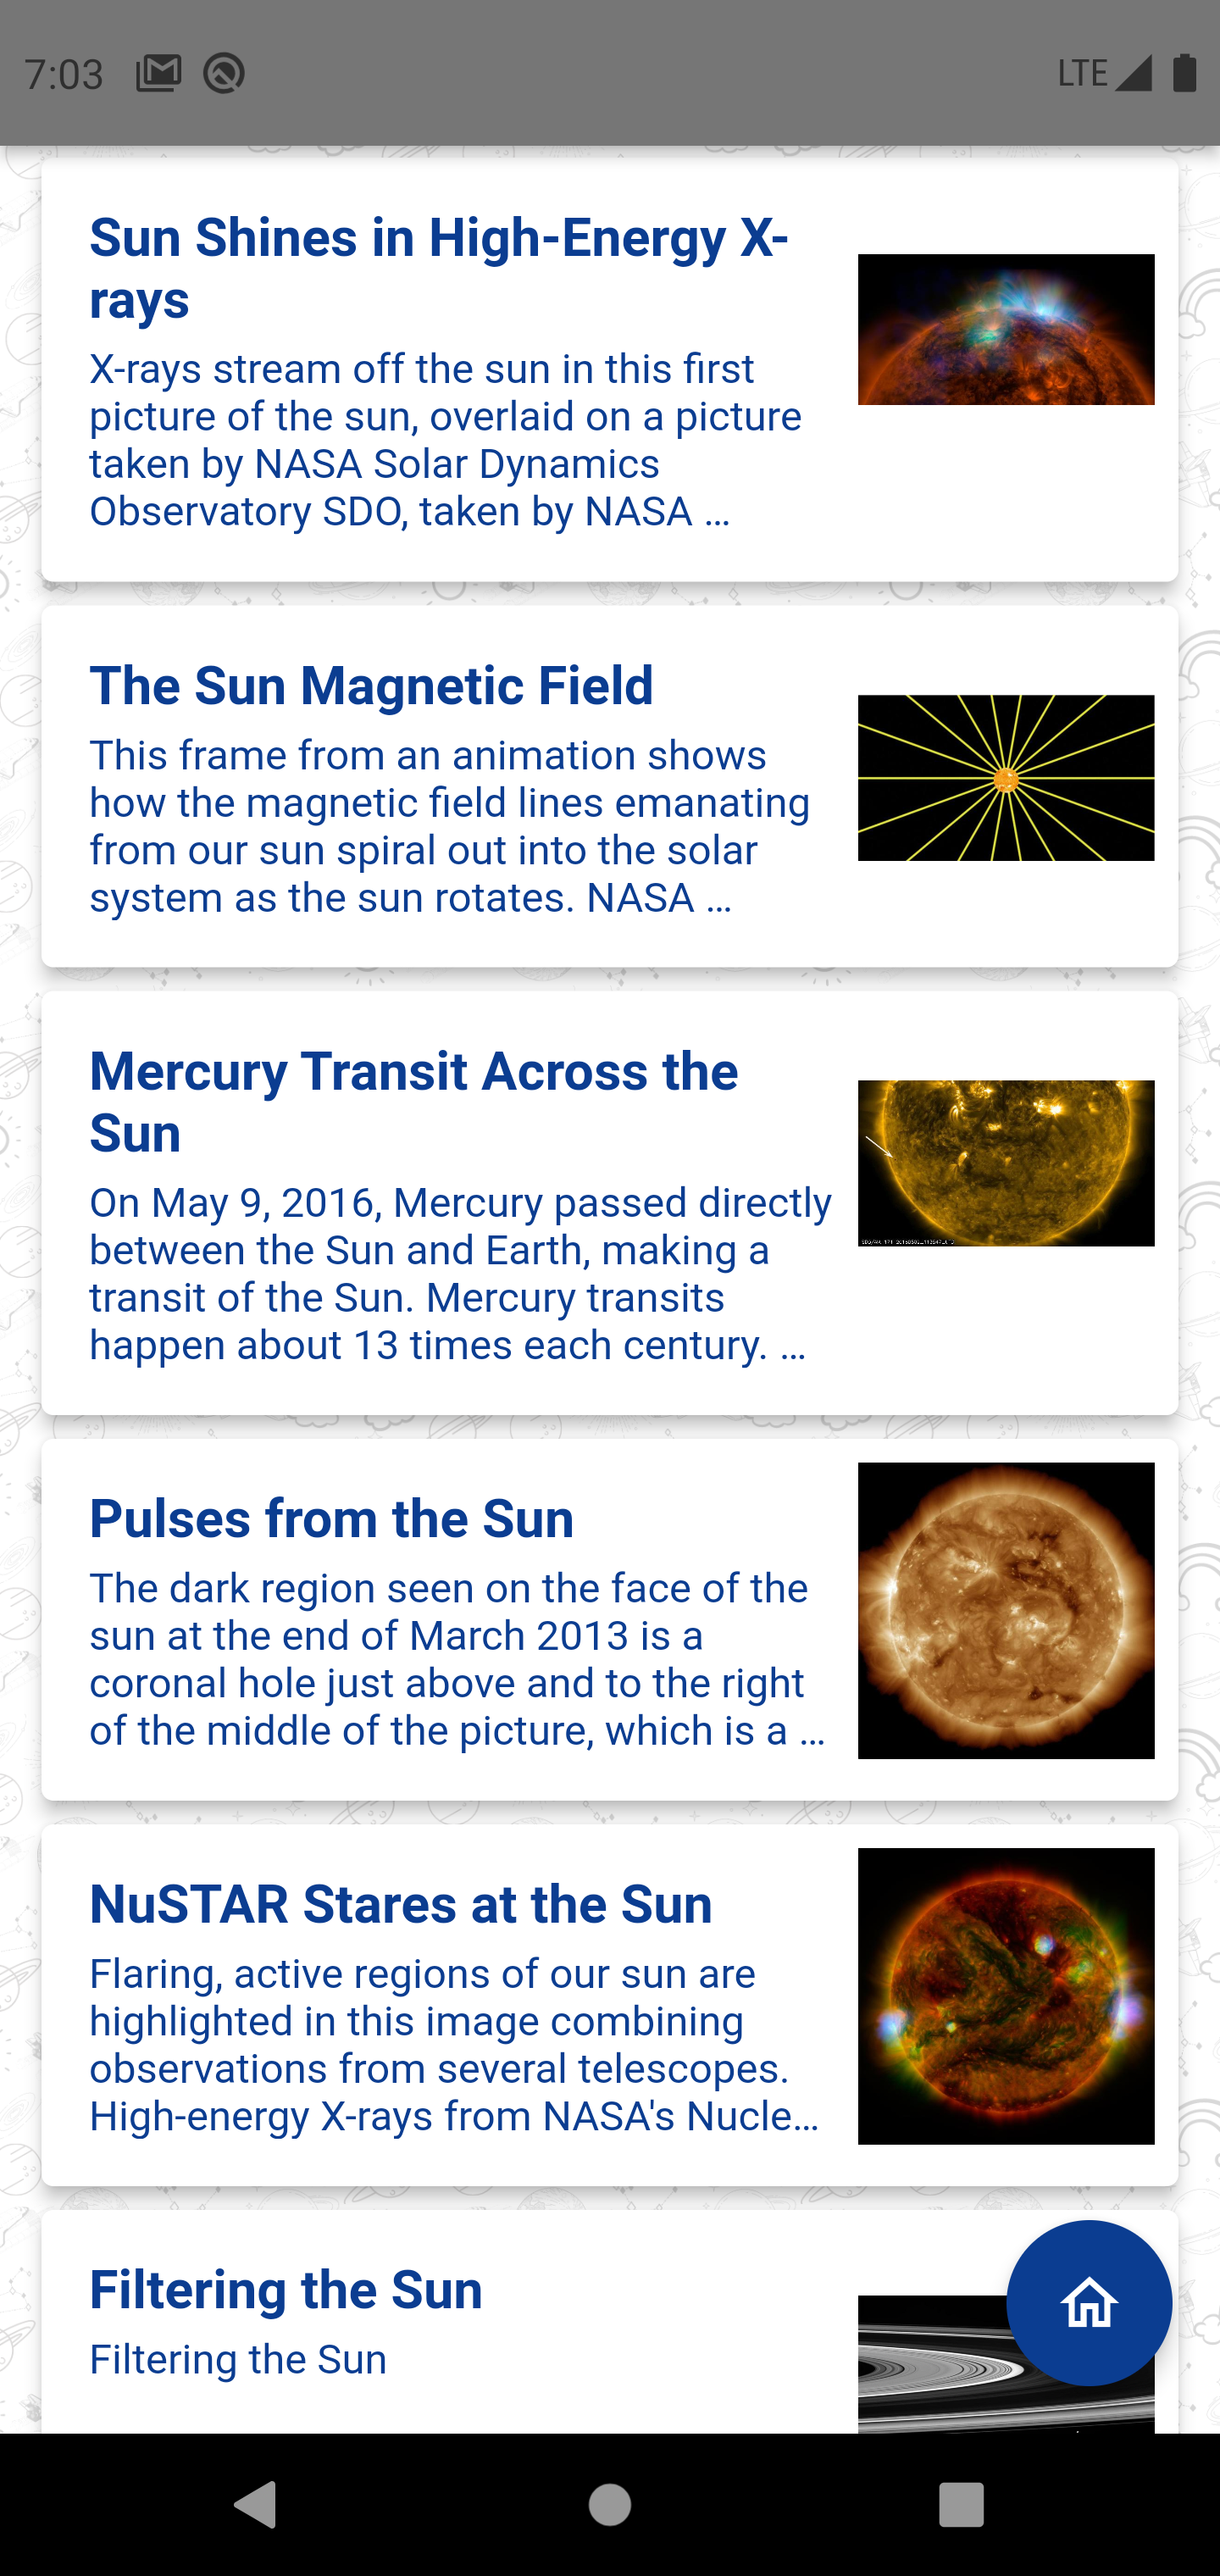 7:03
LTE
Sun Shines in High-Energy X-
rays
X-rays stream off the sun in this first
picture of the sun, overlaid on a picture
taken by NASA Solar Dynamics
Observatory SDO, taken by NASA ...
The Sun Magnetic Field
This frame from an animation shows
how the magnetic field lines emanating
from our sun spiral out into the solar
system as the sun rotates. NASA ...
Mercury Transit Across the
Sun
On May 9, 2016, Mercury passed directly
between the Sun and Earth, making a
transit of the Sun. Mercury transits
happen about 13 times each century. ...
Pulses from the Sun
The dark region seen on the face of the
sun at the end of March 2013 is a
coronal hole just above and to the right
of the middle of the picture, which is a ...
NuSTAR Stares at the Sun
Flaring, active regions of our sun are
highlighted in this image combining
observations from several telescopes.
High-energy X-rays from NASA's Nucle...
Filtering the Sun
Filtering the Sun